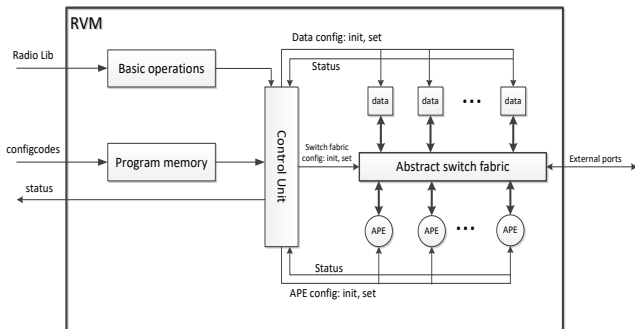 RVM
Data config: init, set
Radio Lib
Basic operations
Status
data
data
...
data
Control Unit
configcodes
Program memory
Switch fabric
config: init, set
Abstract switch fabric
External ports
status
APE
APE
...
APE
Status
APE config: init, set